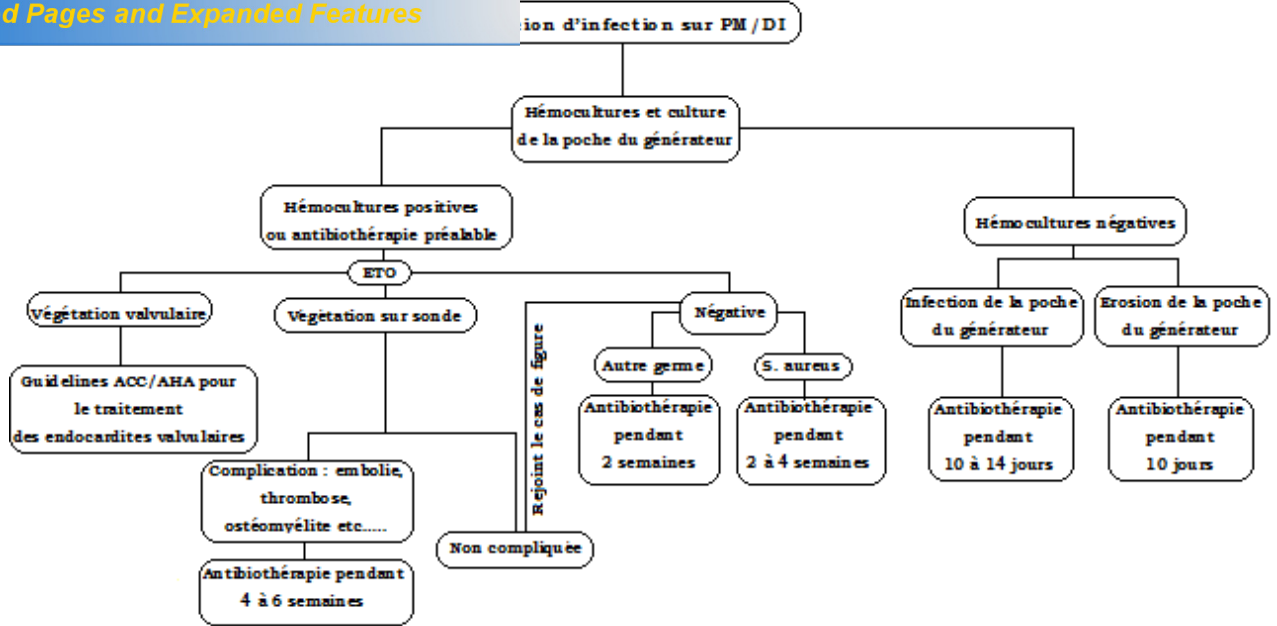 d Pages and Expanded Features
ion d'infection sur PM/DI
Hémocultures et culture
de la poche du générateur
Hémocultures positives
ou antibiothérapie préalable
Hémocultures négatives
ETO
Végétation valvulaire
Végétation sur sonde
Négative
Infection de la poche
du générateur
Erosion de la poche
du générateur
Guidelines ACC/AHA pour
le traitement
des endocardites valvulaires
Rejoint le cas de figure
Autre germe
S. aureus
Antibiothérapie
pendant
2 semaines
Antibiothérapie
pendant
2 à 4 semaines
Antibiothérapie
pendant
10 à 14 jours
Antibiothérapie
pendant
10 jours
Complication : embolie,
thrombose,
ostéomyélite etc.....
Non compliquée
Antibiothérapie pendant
4 à 6 semaines